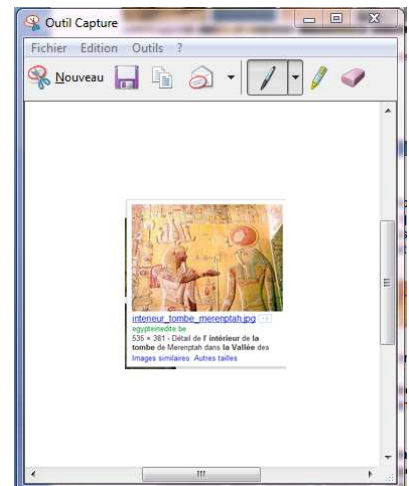 Outil Capture
Fichier Edition Outils ?
Nouveau
interieur_tombe_merenptah.jpg
egypteinedite.be
535 × 381 - Détail de l' intérieur de la
tombe de Merenptah dans la Vallée des
Images similaires Autres tailles